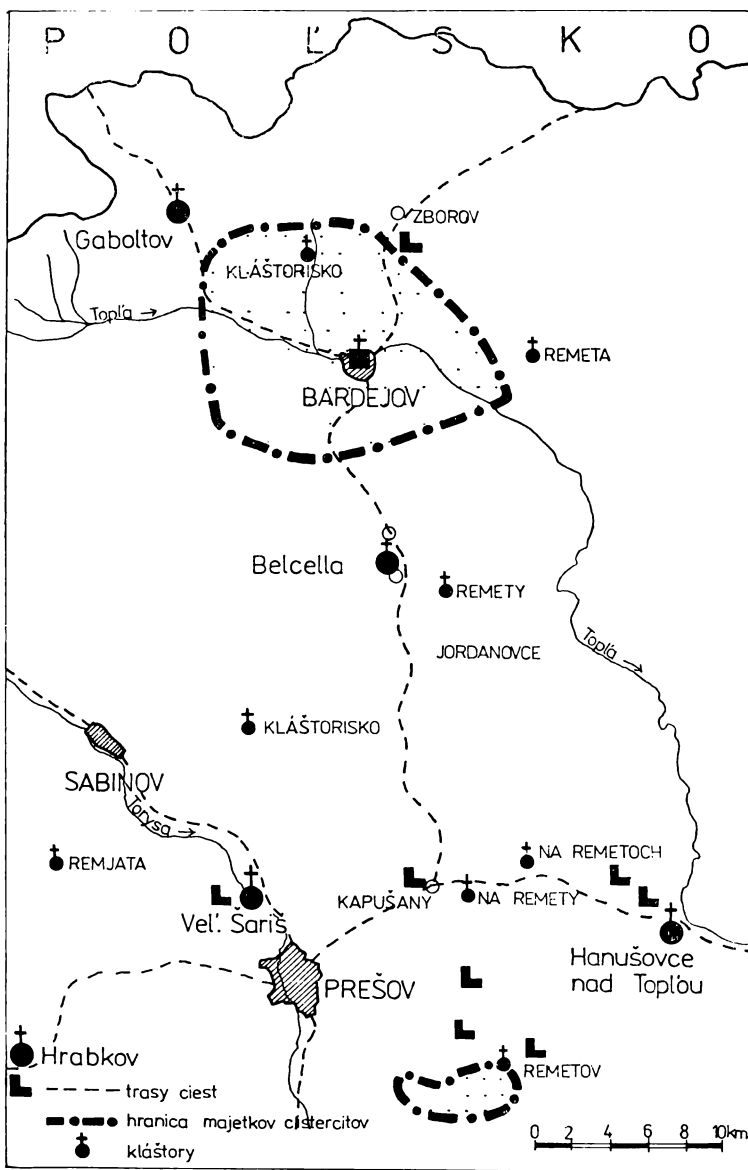 P O Ľ S K O
Gaboltov
ZBOROV
KLÁŠTORISKO
Topľa →
REMETA
BARDEJOV
Belcella
REMETY
JORDANOVCE
Topľa →
KLÁŠTORISKO
SABINOV
Torysa →
REMJATA
NA REMETOCH
KAPUŠANY
NA REMETY
Veľ. Šariš
Hanušovce
nad Topľou
PREŠOV
Hrabkov
REMETOV
trasy ciest
hranica majetkov cistercitov
kláštory
0 2 4 6 8 10km